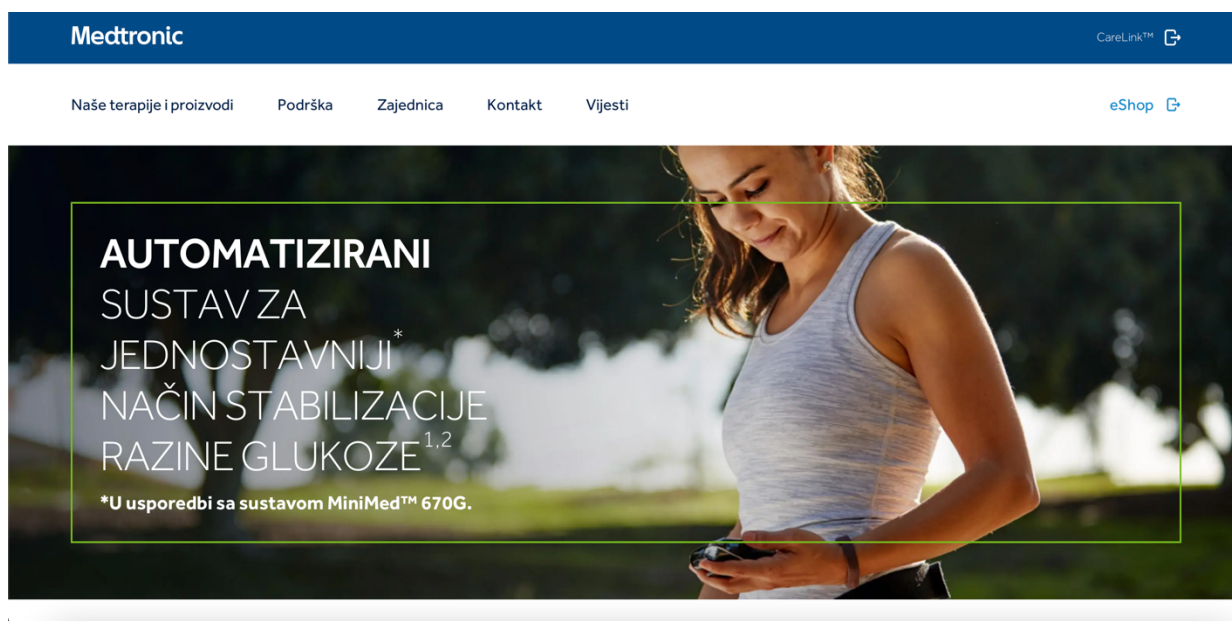 Medtronic
CareLink™
Naše terapije i proizvodi Podrška Zajednica Kontakt Vijesti eShop
AUTOMATIZIRANI
SUSTAV ZA
JEDNOSTAVNIJI*
NAČIN STABILIZACIJE
RAZINE GLUKOZE1,2
*U usporedbi sa sustavom MiniMed™ 670G.